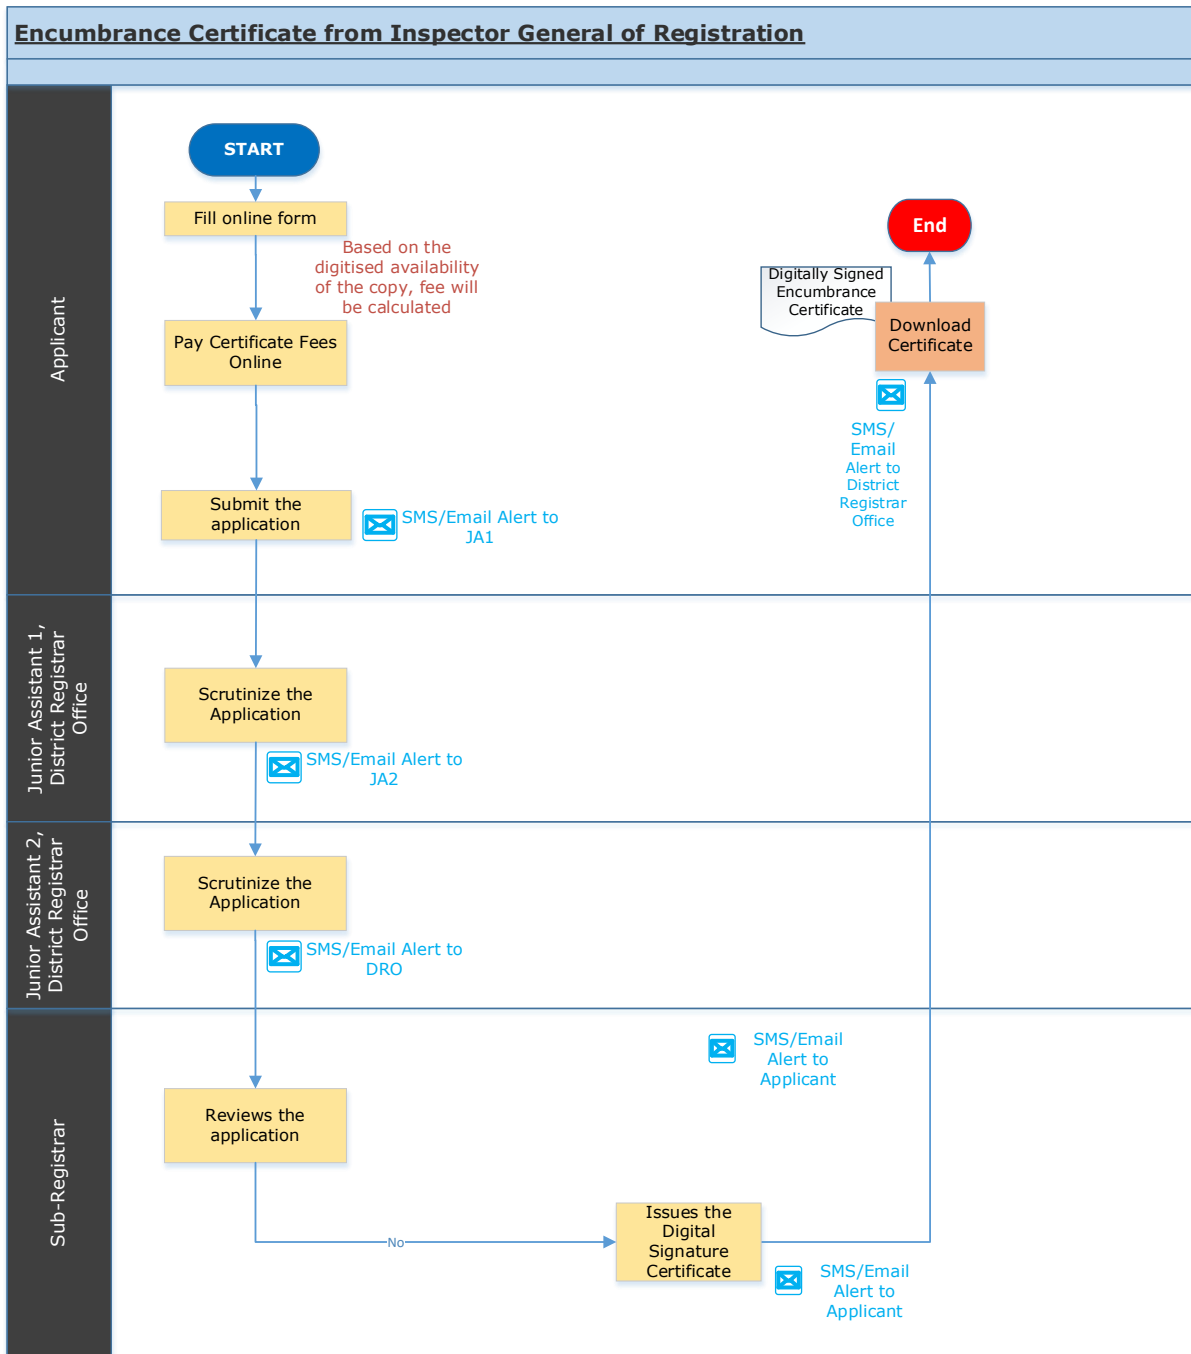 Encumbrance Certificate from Inspector General of Registration
Applicant
START
Fill online form
Based on the
digitised availability
of the copy, fee will
be calculated
Pay Certificate Fees
Online
Submit the
application
SMS/Email Alert to
JA1
End
Digitally Signed
Encumbrance
Certificate
Download
Certificate
SMS/
Email
Alert to
District
Registrar
Office
Junior Assistant 1,
District Registrar
Office
Scrutinize the
Application
SMS/Email Alert to
JA2
Junior Assistant 2,
District Registrar
Office
Scrutinize the
Application
SMS/Email Alert to
DRO
Sub-Registrar
SMS/Email
Alert to
Applicant
Reviews the
application
No
Issues the
Digital
Signature
Certificate
SMS/Email
Alert to
Applicant